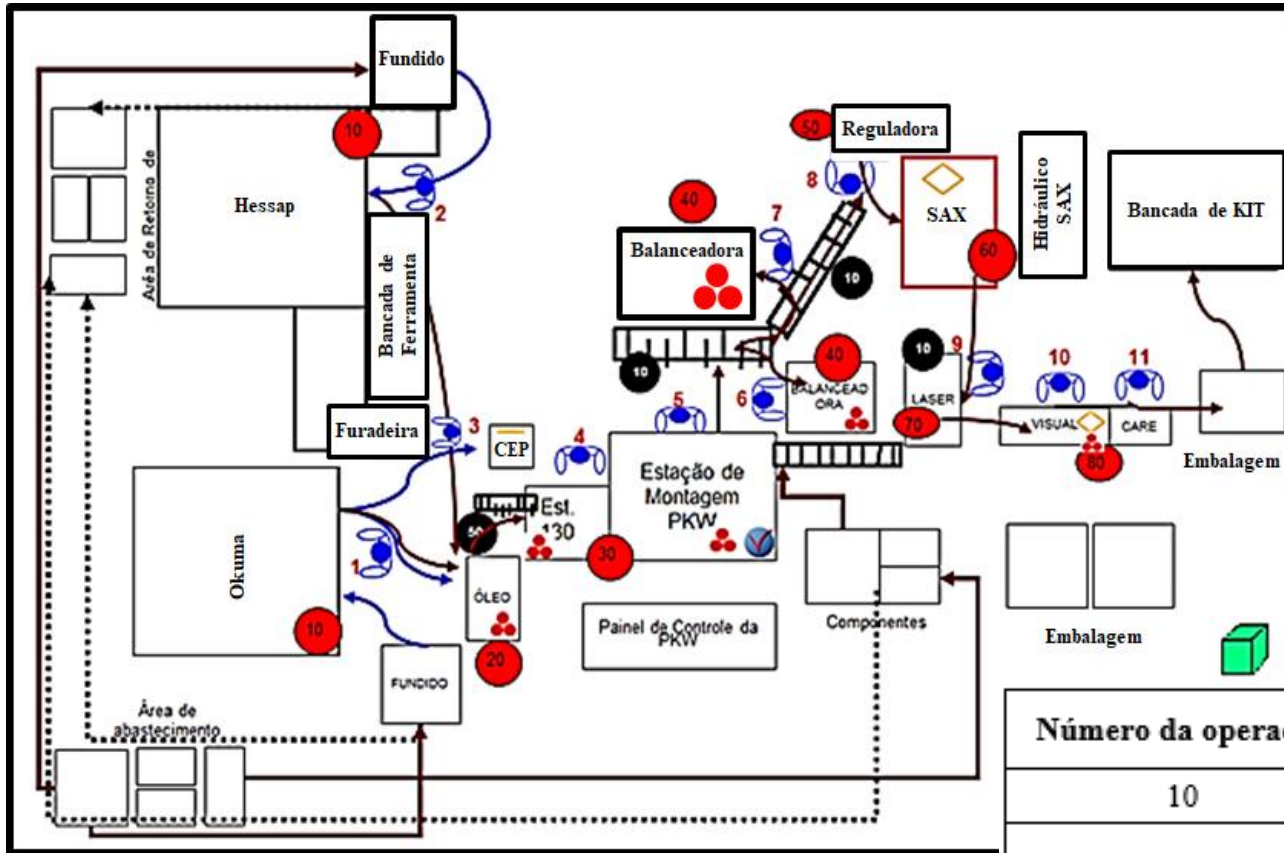 Fundido
10
Hessap
Aréa de Retorno de
2
Bancada de
Ferramenta
Furadeira
3
CEP
4
Okuma
1
10
ÓLEO
20
Est.
130
30
Estação de
Montagem
PKW
5
Painel de Controle da
PKW
FUNDIDO
Área de
abastecimento
40
Balanceadora
7
10
6
40
BALANCEAD
ORA
8
50
Reguladora
10
SAX
60
Hidráulico
SAX
Bancada de KIT
10
9
LASER
70
10
11
VISUAL
80
CARE
Embalagem
Componentes
Embalagem
Número da opera
10